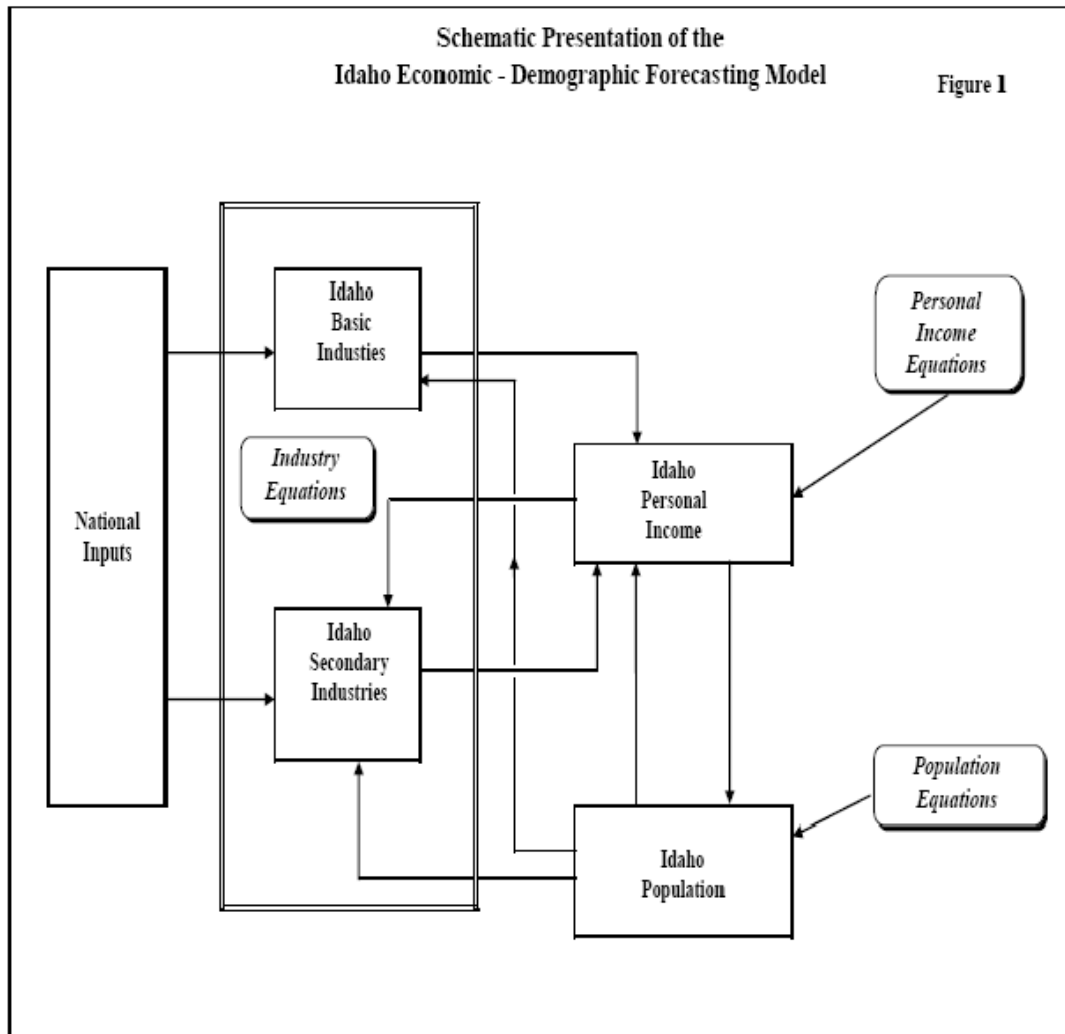 Schematic Presentation of the
Idaho Economic - Demographic Forecasting Model
Figure 1
Idaho
Basic
Industies
Personal
Income
Equations
Industry
Equations
Idaho
Personal
Income
National
Inputs
Idaho
Secondary
Industries
Population
Equations
Idaho
Population